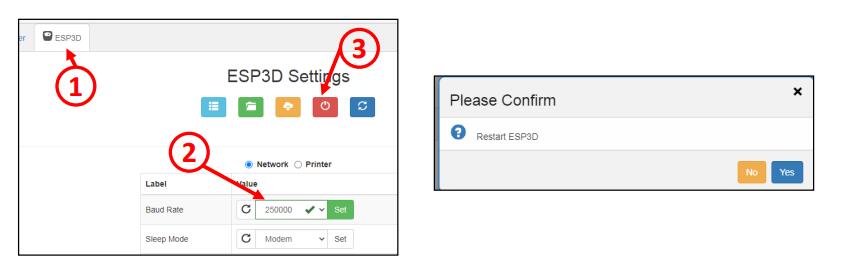 er ESP3D
3
1
ESP3D Settings
2
Network Printer
Label Value
Baud Rate 250000 Set
Sleep Mode Modem Set
Please Confirm ×
? Restart ESP3D
No Yes